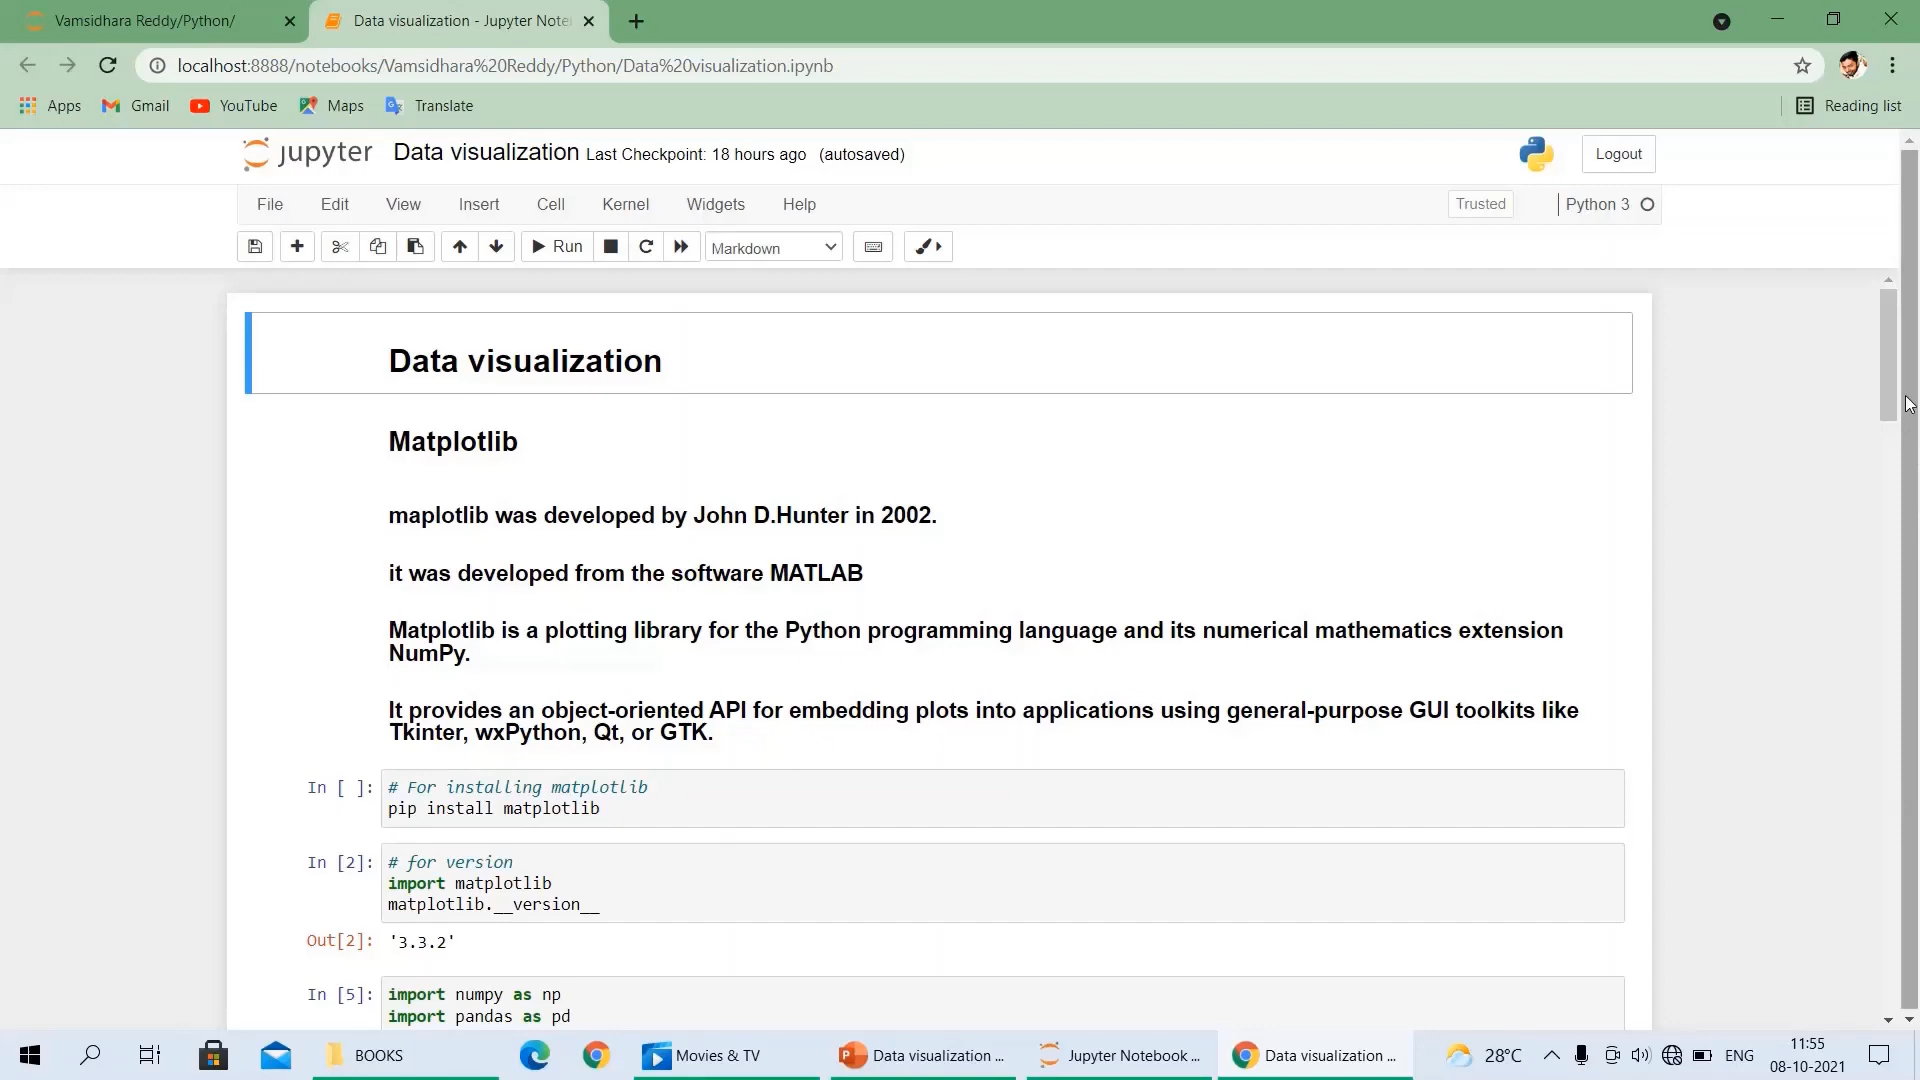 Vamsidhara Reddy/Python/
Data visualization - Jupyter Note
localhost:8888/notebooks/Vamsidhara%20Reddy/Python/Data%20visualization.ipynb
Apps Gmail YouTube Maps Translate Reading list
jupyter Data visualization Last Checkpoint: 18 hours ago (autosaved) Logout
File Edit View Insert Cell Kernel Widgets Help Trusted Python 3
Run Markdown
Data visualization
Matplotlib
maplotlib was developed by John D.Hunter in 2002.
it was developed from the software MATLAB
Matplotlib is a plotting library for the Python programming language and its numerical mathematics extension
NumPy.
It provides an object-oriented API for embedding plots into applications using general-purpose GUI toolkits like
Tkinter, wxPython, Qt, or GTK.
In [ ]: # For installing matplotlib
pip install matplotlib
In [2]: # for version
import matplotlib
matplotlib.__version__
Out[2]: '3.3.2'
In [5]: import numpy as np
import pandas as pd
BOOKS Movies & TV Data visualization ... Jupyter Notebook ... Data visualization ... 28°C ENG 11:55
08-10-2021